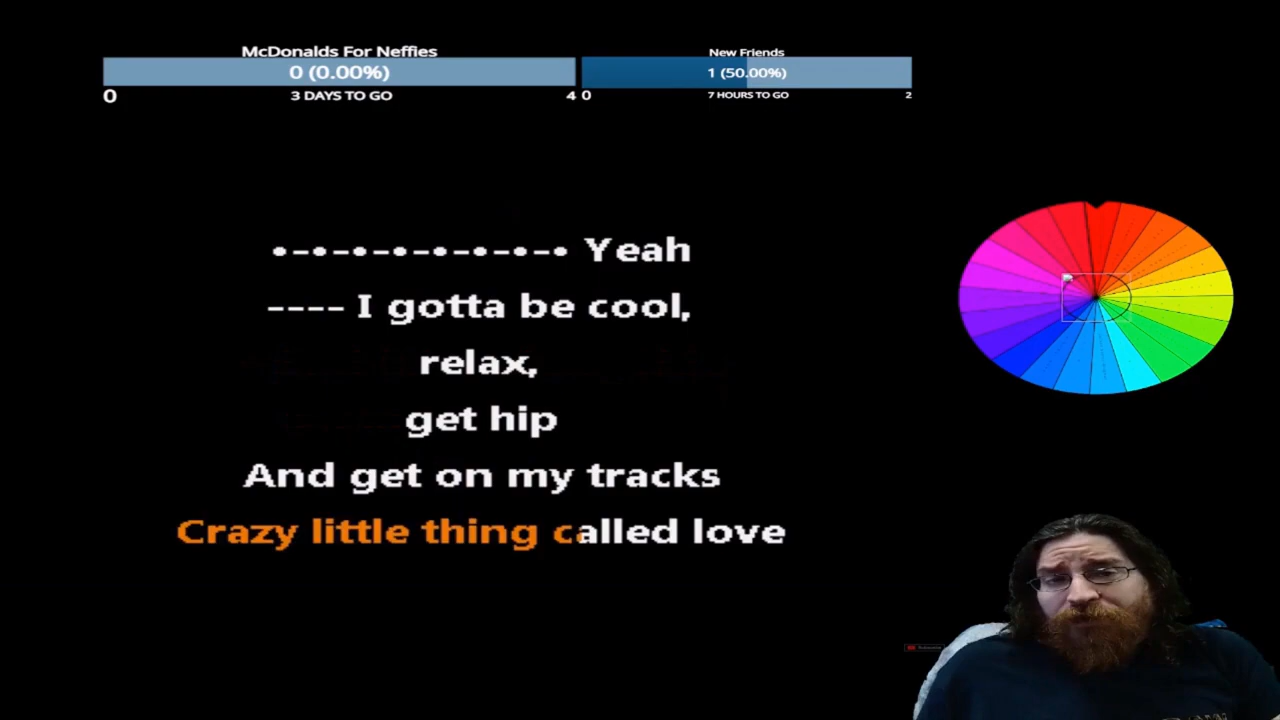 McDonalds For Neffies
0 (0.00%)
0 3 DAYS TO GO 4
New Friends
1 (50.00%)
0 7 HOURS TO GO 2
•-•-•-•-•-•-•-• Yeah
---- I gotta be cool,
relax,
get hip
And get on my tracks
Crazy little thing called love